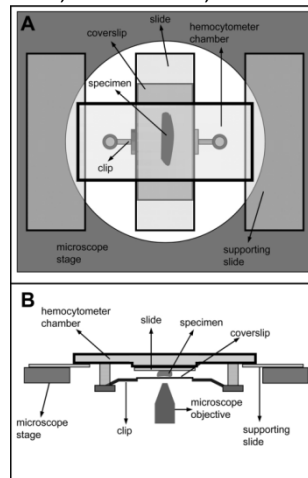 A
slide
coverslip
hemocytometer
chamber
specimen
clip
microscope
stage
supporting
slide
B
hemocytometer
chamber
slide
specimen
coverslip
microscope
stage
clip
microscope
objective
supporting
slide